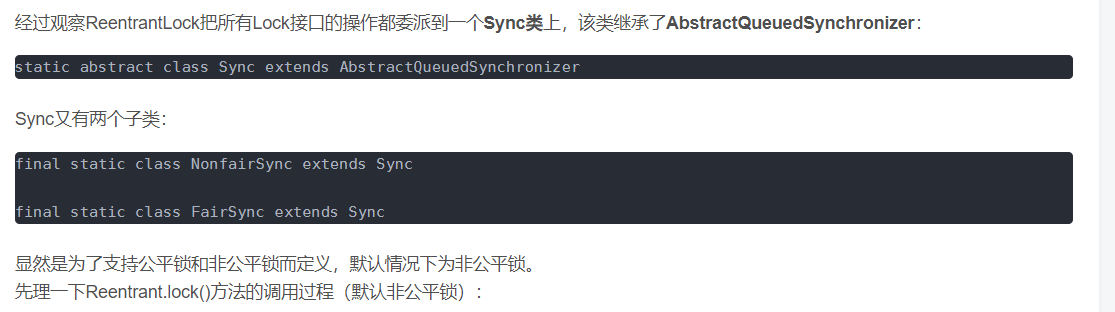 经过观察ReentrantLock把所有Lock接口的操作都委派到一个Sync类上，该类继承了AbstractQueuedSynchronizer：
static abstract class Sync extends AbstractQueuedSynchronizer
Sync又有两个子类：
final static class NonfairSync extends Sync
final static class FairSync extends Sync
显然是为了支持公平锁和非公平锁而定义，默认情况下为非公平锁。
先理一下Reentrant.lock()方法的调用过程（默认非公平锁）：